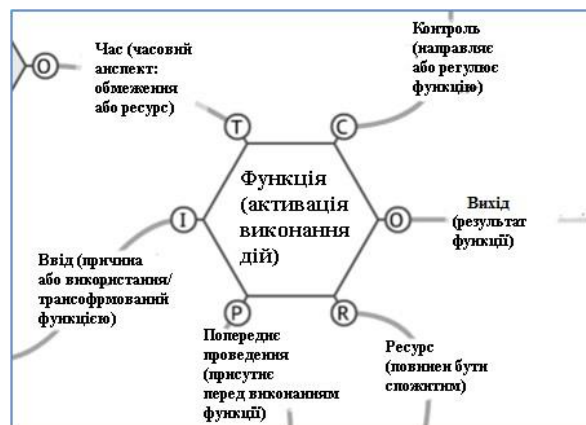 Час (часовий
анспект:
обмеження
або ресурс)
Контроль
(направляє
або регулює
функцію)
O
T
C
Функція
(активація
виконання
дій)
I
O
Вихід
(результат
функції)
Ввід (причина
або використання/
трансофрмований
функцією)
P
R
Попереднє
проведення
(присутнє
перед виконанням
функції)
Ресурс
(повинен бути
спожитим)